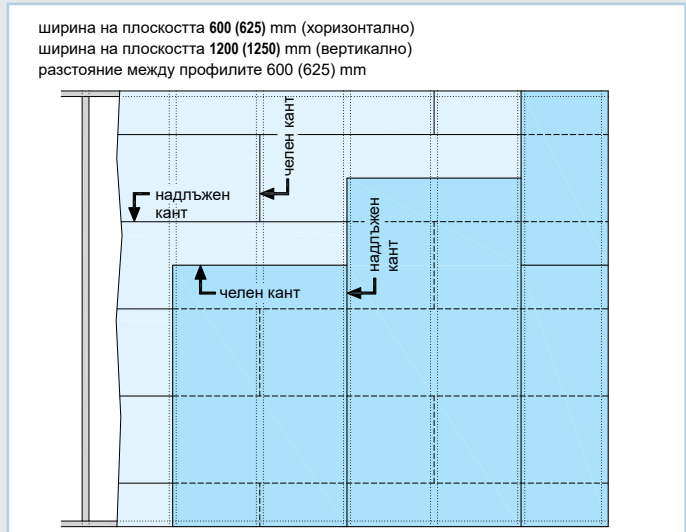 ширина на плоскостта 600 (625) mm (хоризонтално)
ширина на плоскостта 1200 (1250) mm (вертикално)
разстояние между профилите 600 (625) mm
челен кант
надлъжен
кант
надлъжен
кант
челен кант